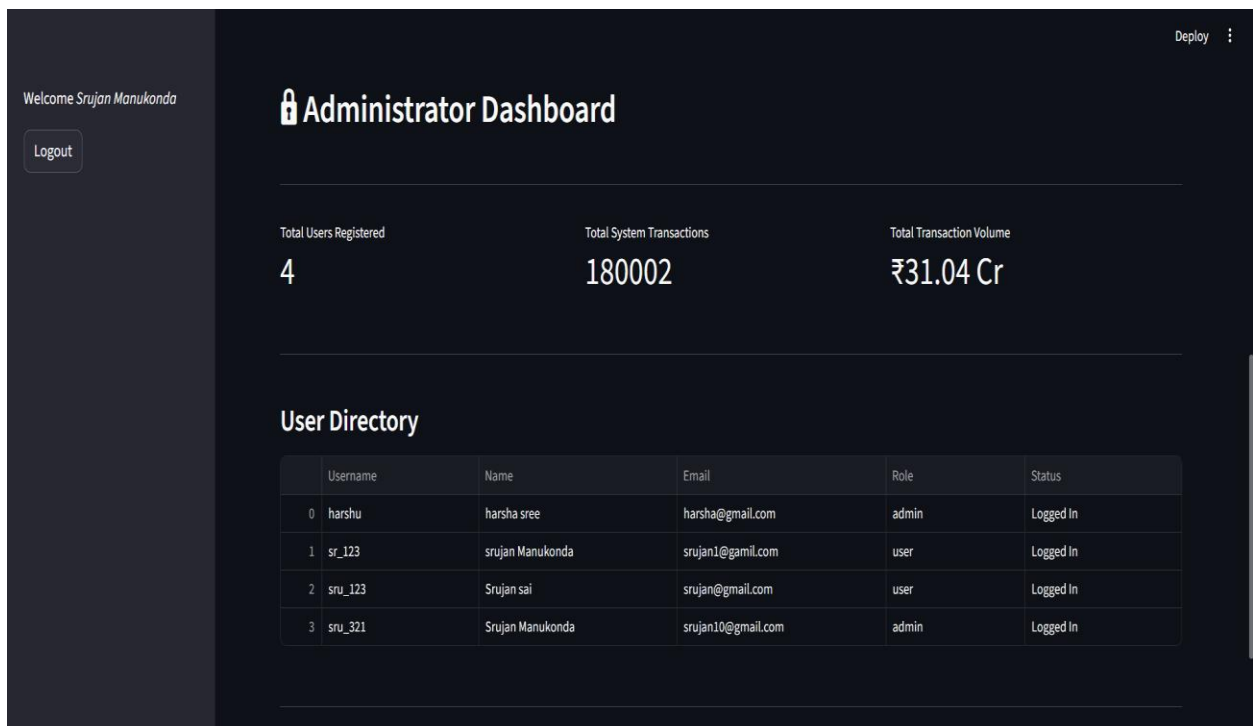 Deploy
Welcome Srujan Manukonda
Logout
Administrator Dashboard
Total Users Registered Total System Transactions Total Transaction Volume
4 180002 ₹31.04 Cr
User Directory
Username Name Email Role Status
0 harshu harsha sree harsha@gmail.com admin Logged In
1 sr_123 srujan Manukonda srujan1@gamil.com user Logged In
2 sru_123 Srujan sai srujan@gmail.com user Logged In
3 sru_321 Srujan Manukonda srujan10@gmail.com admin Logged In